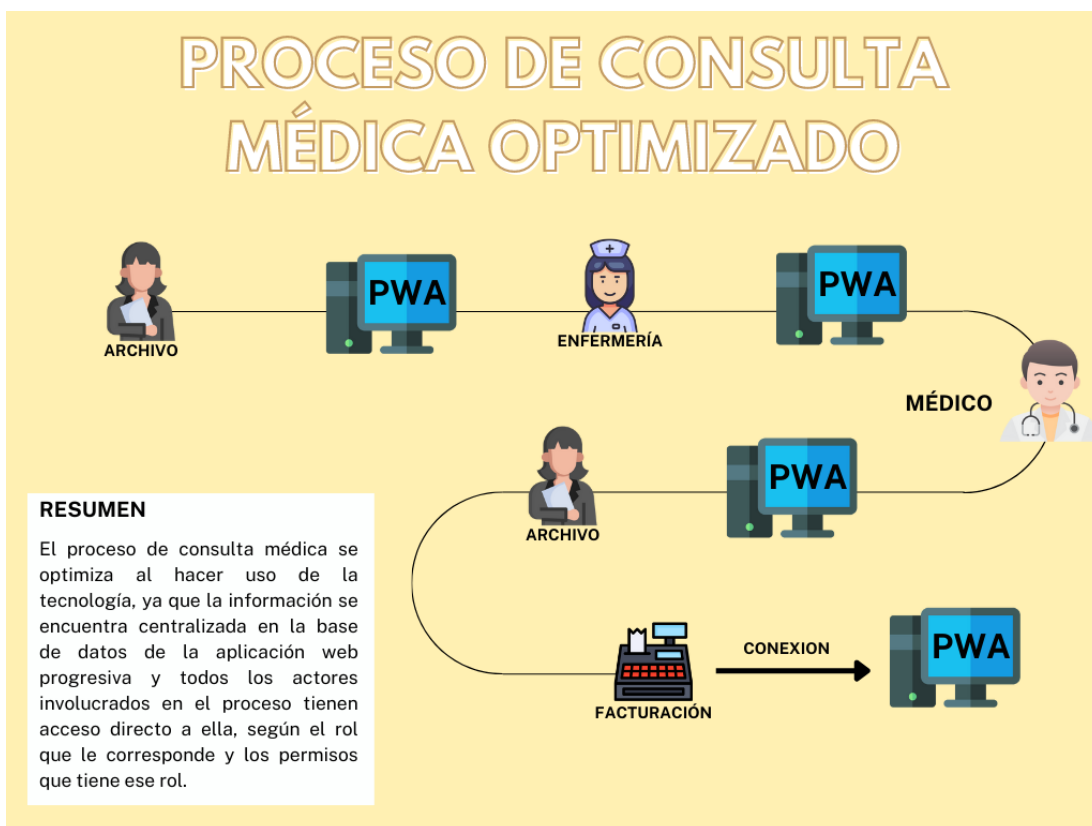 PROCESO DE CONSULTA
MÉDICA OPTIMIZADO
ARCHIVO
PWA
ENFERMERÍA
PWA
MÉDICO
PWA
ARCHIVO
RESUMEN
El proceso de consulta médica se
optimiza al hacer uso de la
tecnología, ya que la información se
encuentra centralizada en la base
de datos de la aplicación web
progresiva y todos los actores
involucrados en el proceso tienen
acceso directo a ella, según el rol
que le corresponde y los permisos
que tiene ese rol.
FACTURACIÓN
CONEXION
PWA